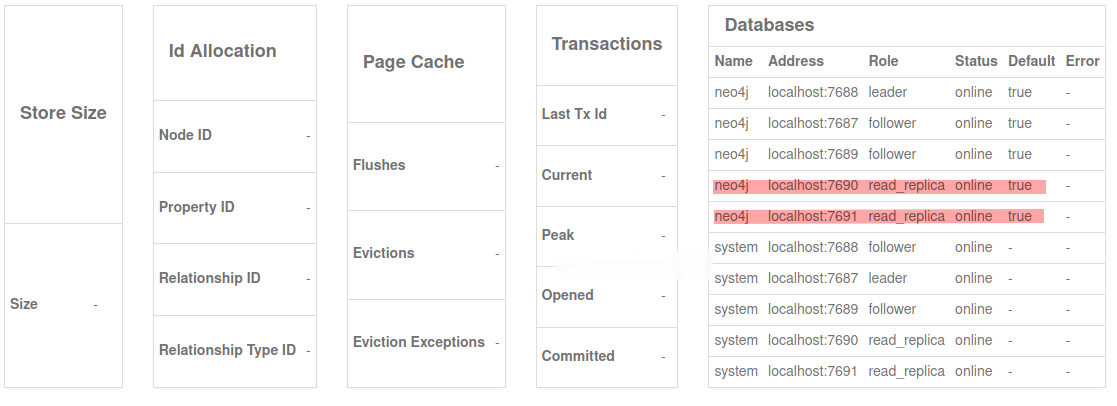 Store Size
Size -
Id Allocation
Node ID -
Property ID -
Relationship ID -
Relationship Type ID -
Page Cache
Flushes -
Evictions -
Eviction Exceptions -
Transactions
Last Tx Id -
Current -
Peak -
Opened -
Committed -
Databases
Name Address Role Status Default Error
neo4j localhost:7688 leader online true -
neo4j localhost:7687 follower online true -
neo4j localhost:7689 follower online true -
neo4j localhost:7690 read_replica online true -
neo4j localhost:7691 read_replica online true -
system localhost:7688 follower online - -
system localhost:7687 leader online - -
system localhost:7689 follower online - -
system localhost:7690 read_replica online - -
system localhost:7691 read_replica online - -